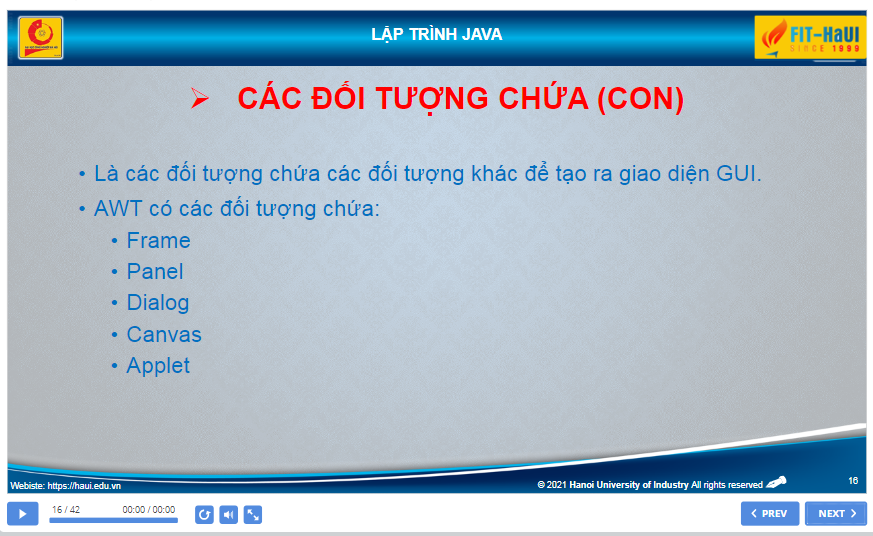 LẬP TRÌNH JAVA
FIT-HaUI
SINCE 1999
CÁC ĐỐI TƯỢNG CHỨA (CON)
• Là các đối tượng chứa các đối tượng khác để tạo ra giao diện GUI.
• AWT có các đối tượng chứa:
• Frame
• Panel
• Dialog
• Canvas
• Applet
Webiste: https://haui.edu.vn
© 2021 Hanoi University of Industry All rights reserved
16
16 / 42
00:00 / 00:00
PREV
NEXT